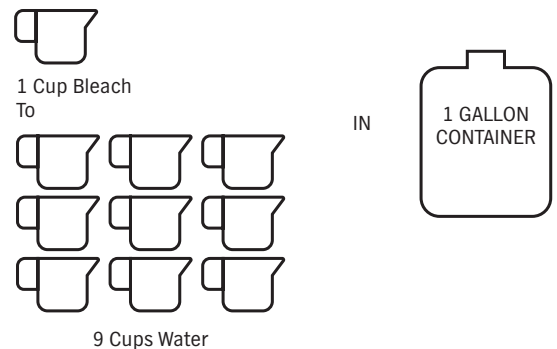 1 Cup Bleach
To
9 Cups Water
IN
1 GALLON
CONTAINER